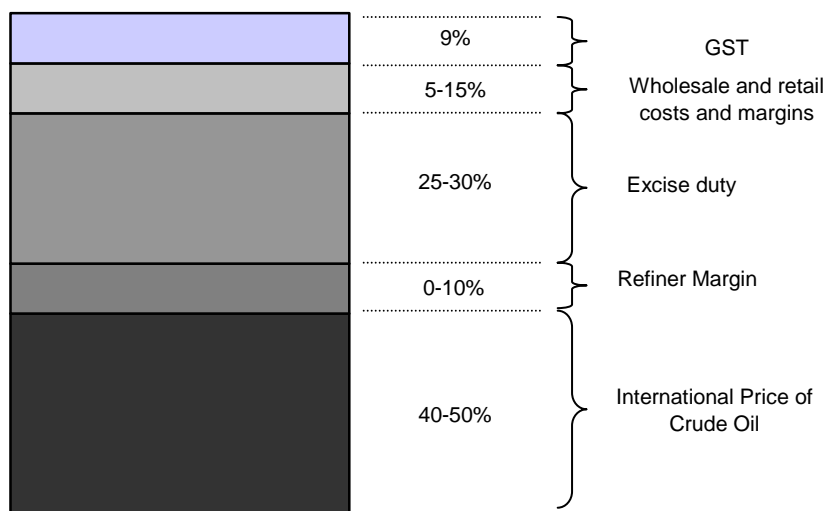 9%
GST
5-15%
Wholesale and retail
costs and margins
25-30%
Excise duty
0-10%
Refiner Margin
40-50%
International Price of
Crude Oil